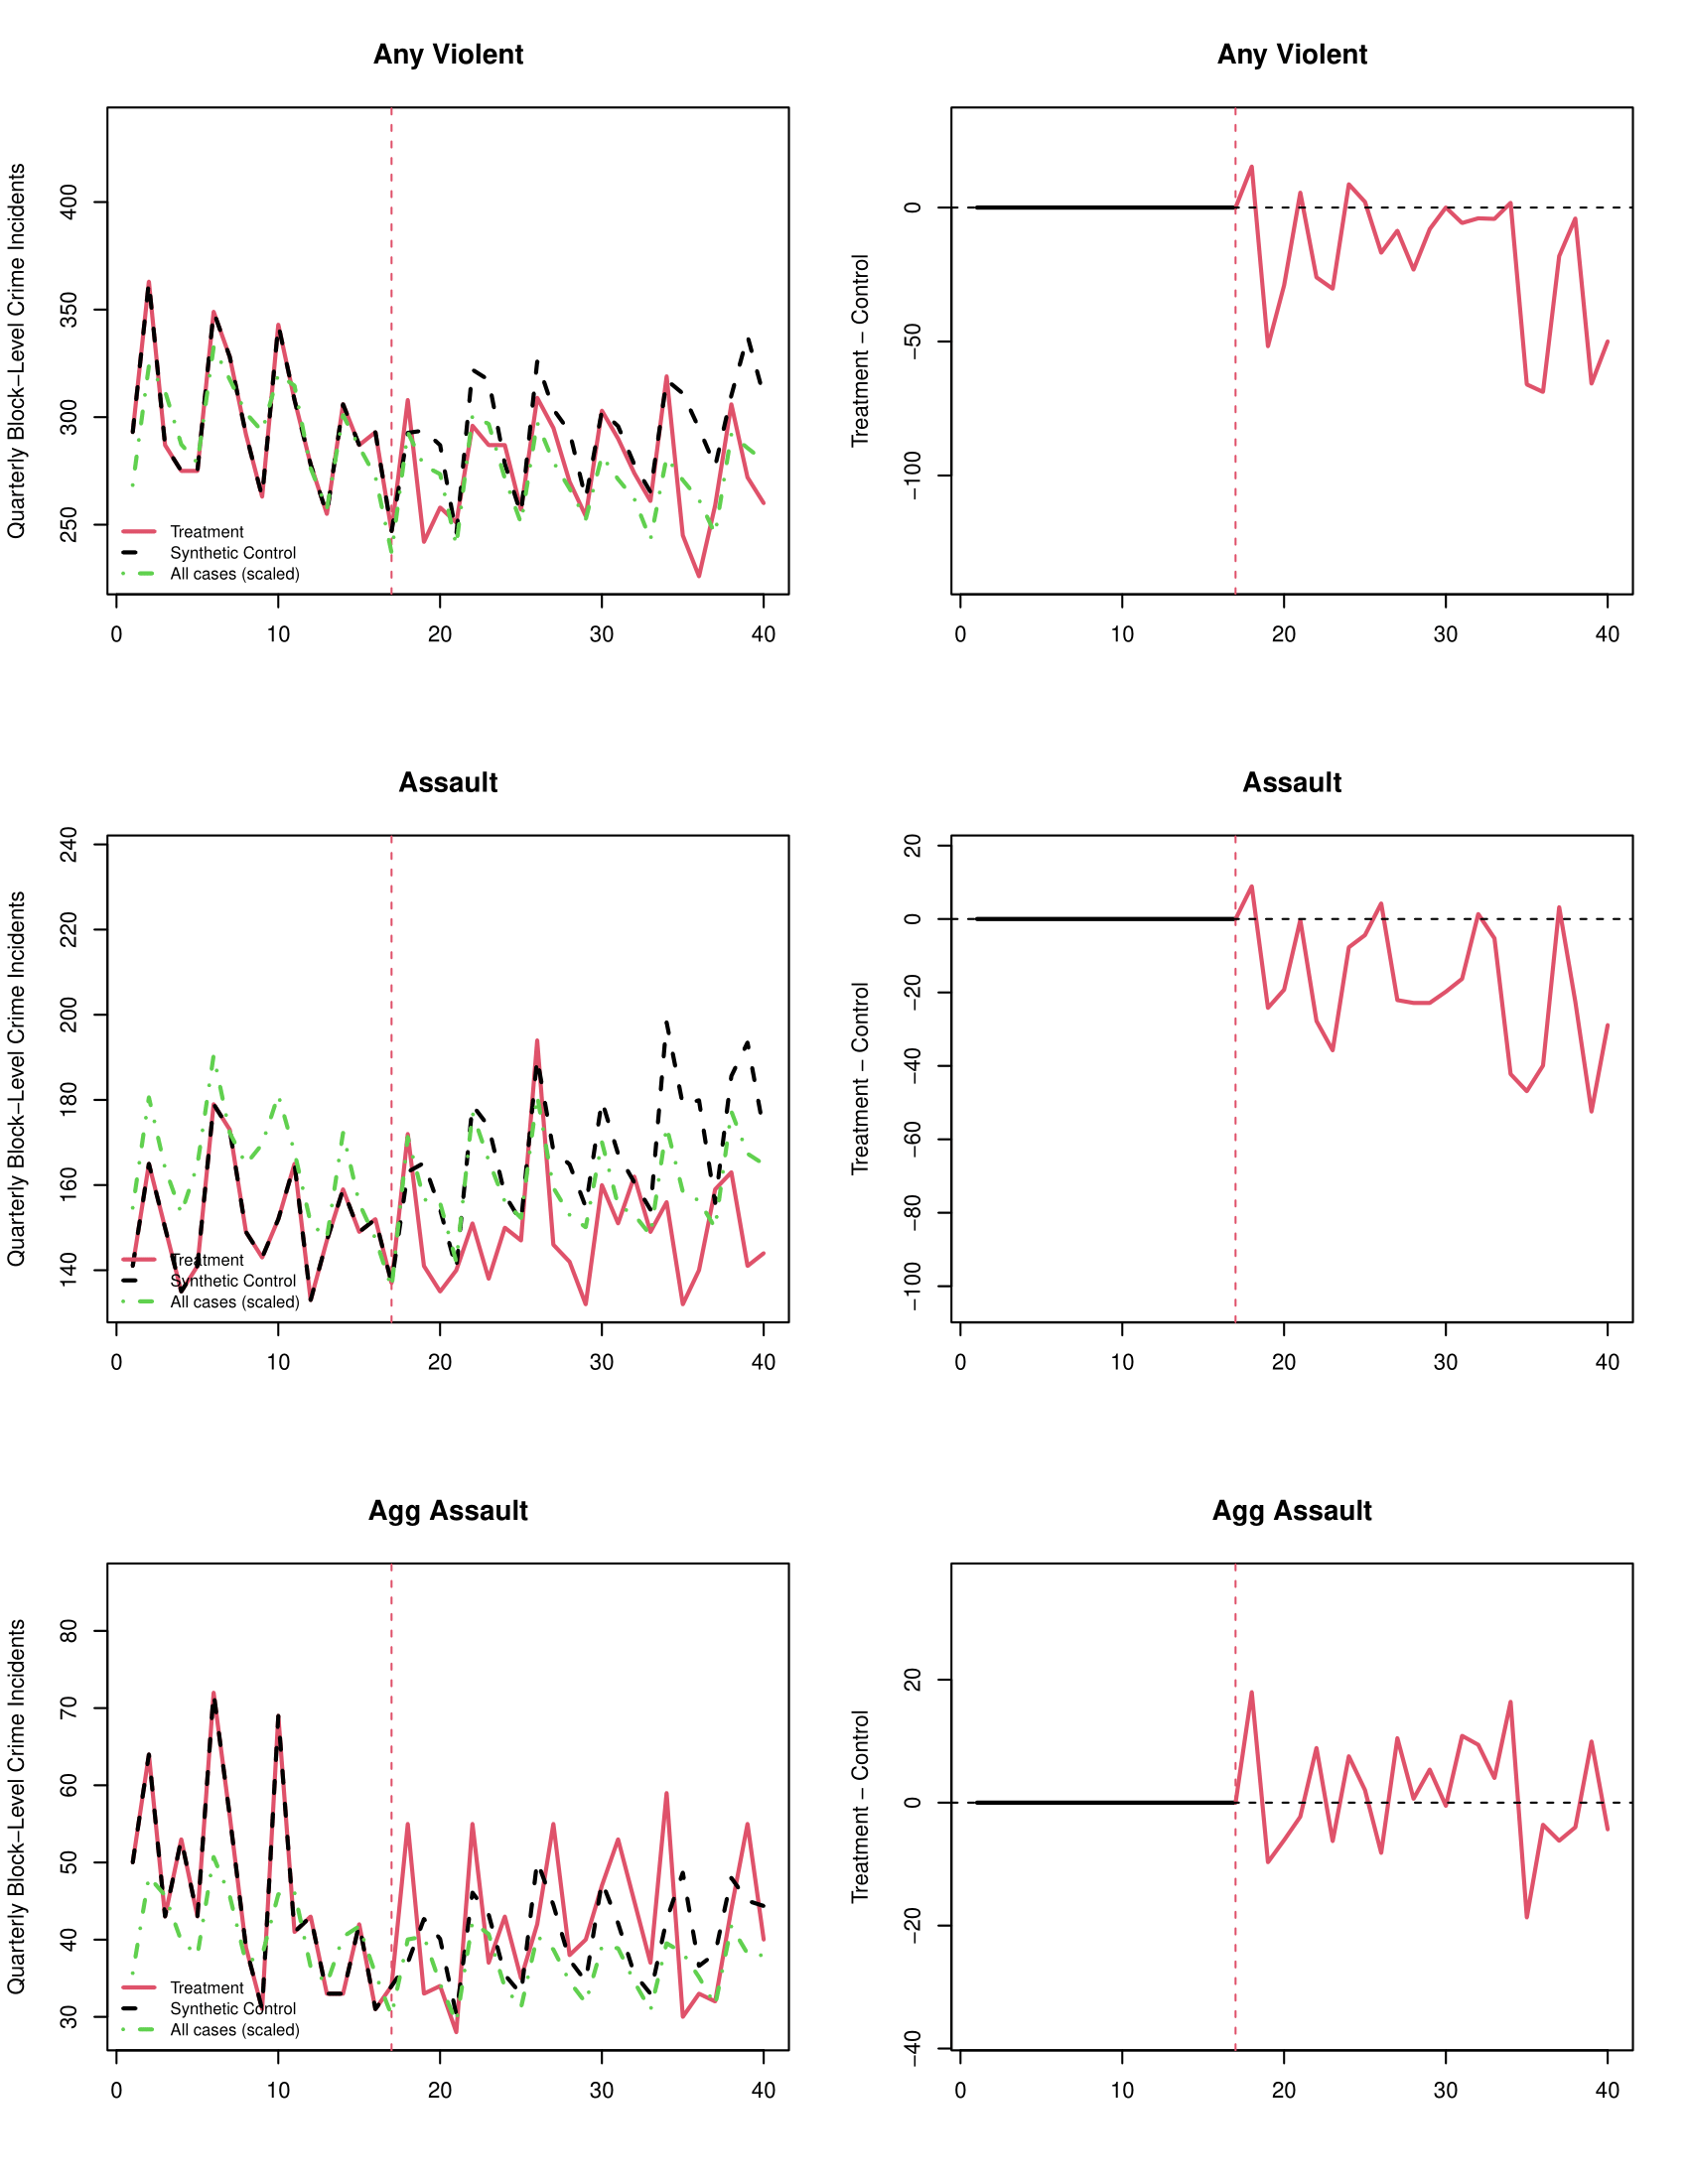 Any Violent
Quarterly Block−Level Crime Incidents
400
350
300
250
Treatment
Synthetic Control
All cases (scaled)
0 10 20 30 40
Any Violent
Treatment − Control
0
−50
−100
0 10 20 30 40
Assault
Quarterly Block−Level Crime Incidents
240
220
200
180
160
140
Treatment
Synthetic Control
All cases (scaled)
0 10 20 30 40
Assault
Treatment − Control
20
0
−20
−40
−60
−80
−100
0 10 20 30 40
Agg Assault
Quarterly Block−Level Crime Incidents
80
70
60
50
40
30
Treatment
Synthetic Control
All cases (scaled)
0 10 20 30 40
Agg Assault
Treatment − Control
20
0
−20
−40
0 10 20 30 40